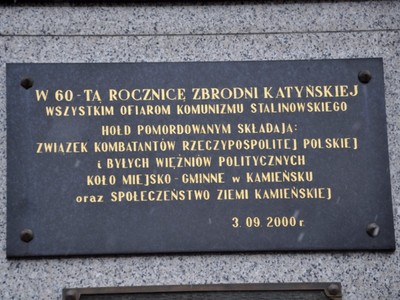 W 60-TĄ ROCZNICĘ ZBRODNI KATYŃSKIEJ
WSZYSTKIM OFIAROM KOMUNIZMU STALINOWSKIEGO
HOŁD POMORDOWANYM SKŁADAJĄ:
ZWIĄZEK KOMBATANTÓW RZECZYPOSPOLITEJ POLSKIEJ
i BYŁYCH WIĘŹNIÓW POLITYCZNYCH
KOŁO MIEJSKO-GMINNE w KAMIEŃSKU
oraz SPOŁECZEŃSTWO ZIEMI KAMIEŃSKIEJ
3.09.2000 r.